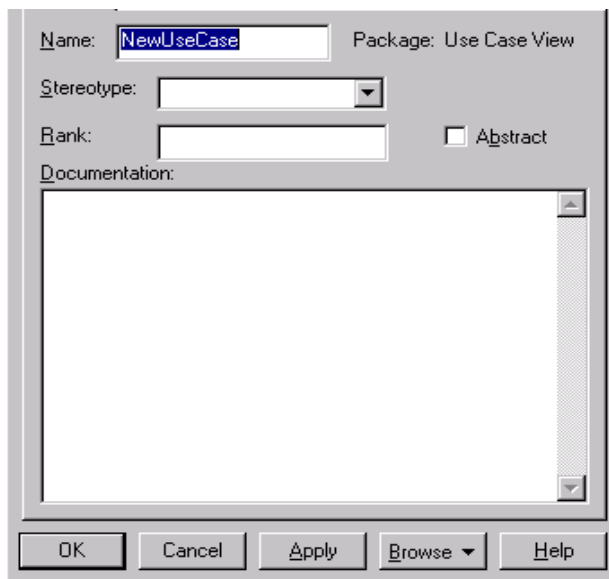 Name: NewUseCase Package: Use Case View
Stereotype:
Rank: Abstract
Documentation:
OK Cancel Apply Browse Help